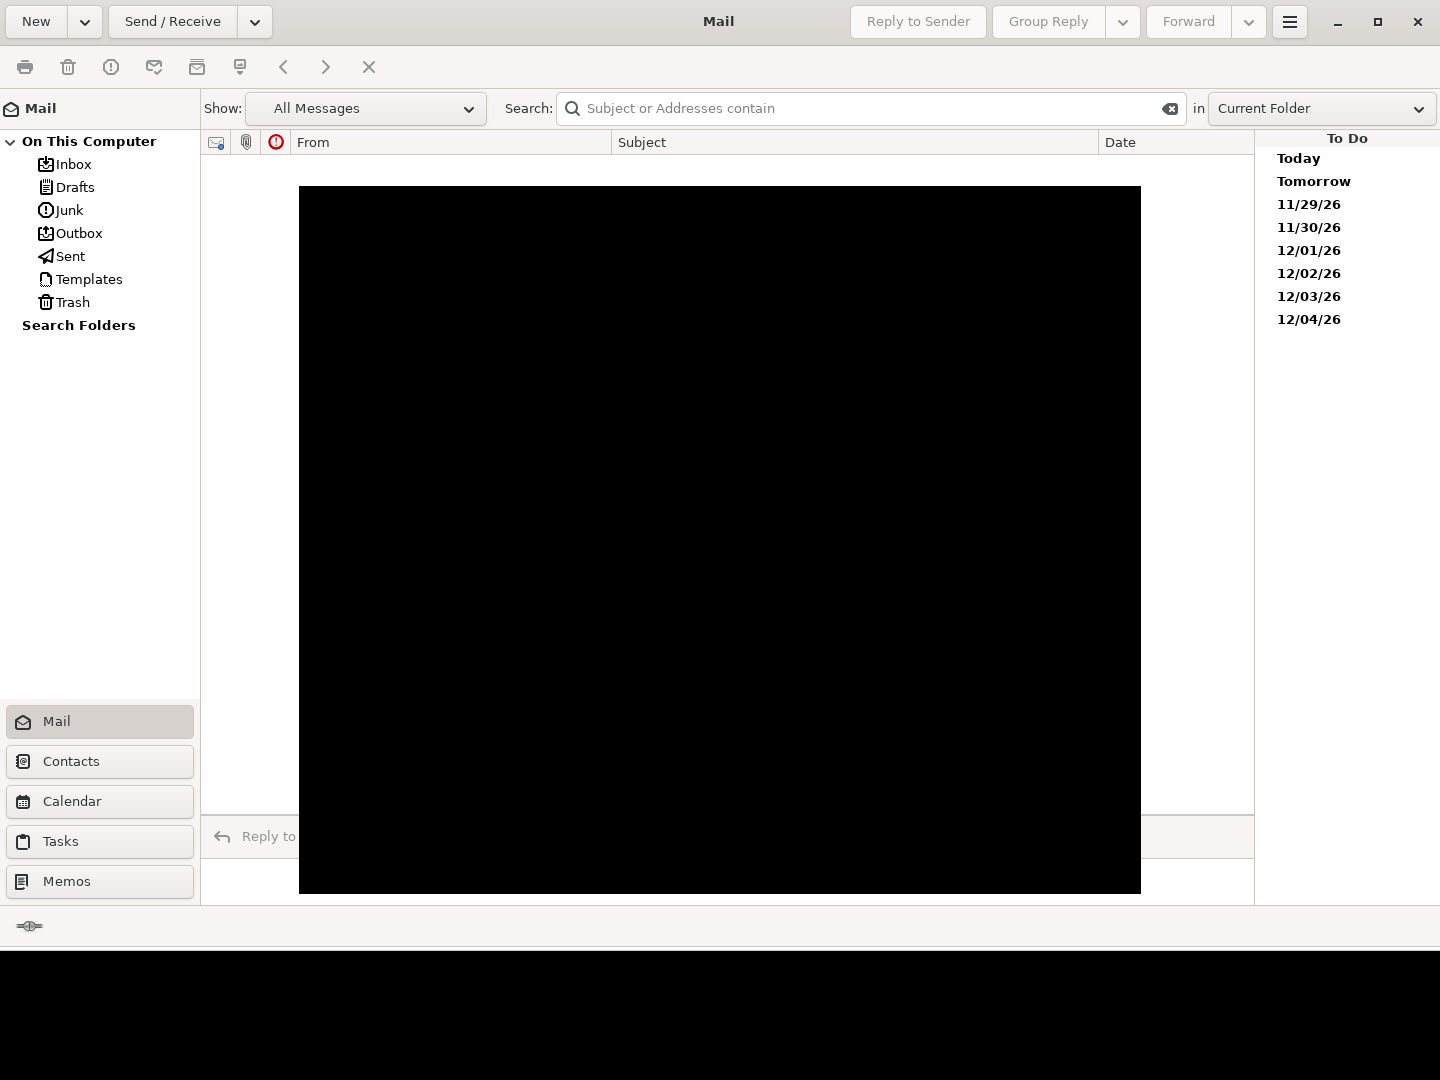 New Send / Receive Mail Reply to Sender Group Reply Forward
Mail Show: All Messages Search: Subject or Addresses contain in Current Folder
On This Computer
Inbox
Drafts
Junk
Outbox
Sent
Templates
Trash
Search Folders
From Subject Date
To Do
Today
Tomorrow
11/29/26
11/30/26
12/01/26
12/02/26
12/03/26
12/04/26
Mail
Contacts
Calendar
Tasks
Memos
Reply to